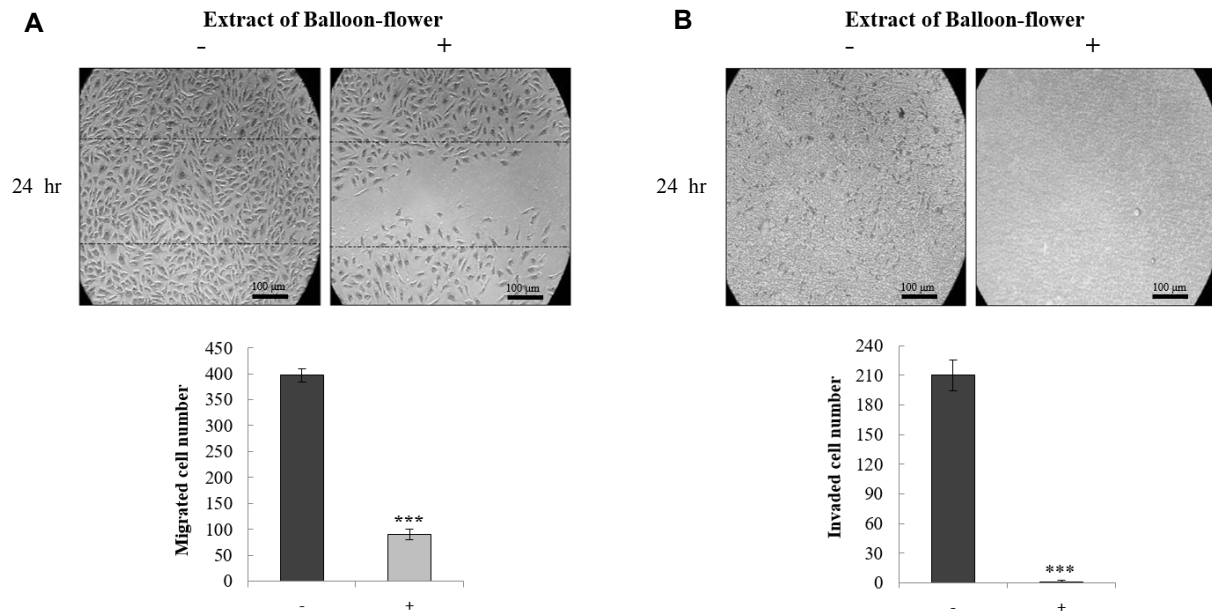 A
Extract of Balloon-flower
- +
24 hr
100 μm
100 μm
Migrated cell number
450
400
350
300
250
200
150
100
50
0
***
- +
B
Extract of Balloon-flower
- +
24 hr
100 μm
100 μm
Invaded cell number
240
210
180
150
120
90
60
30
0
***
- +